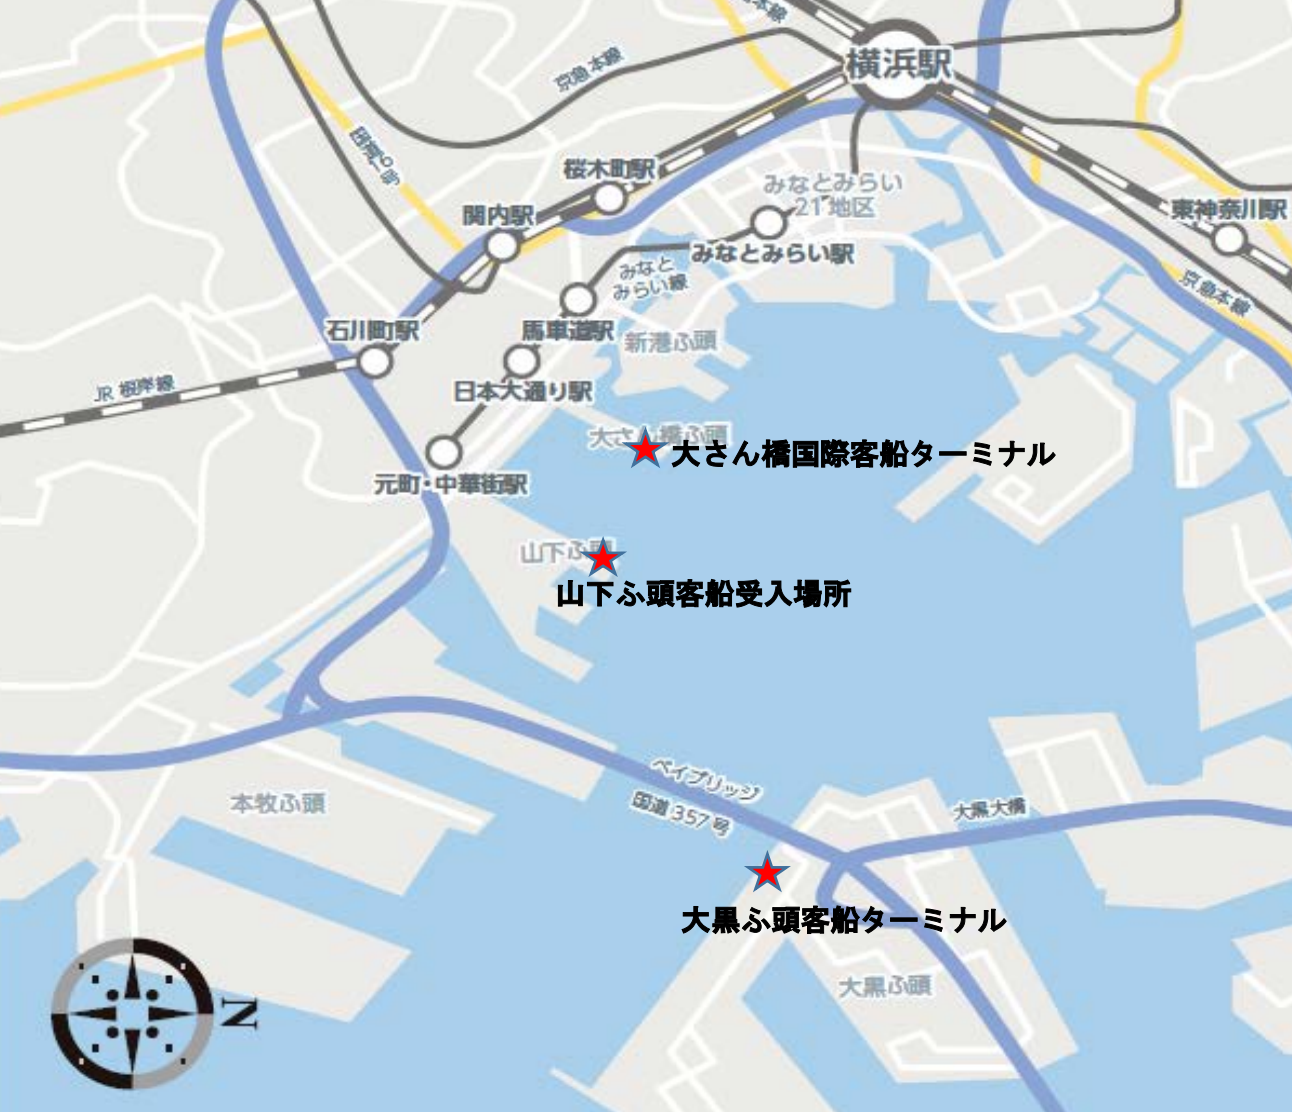 本線
横浜駅
京急本線
国道16号
桜木町駅
みなとみらい
21地区
関内駅
東神奈川駅
みなとみらい駅
みなと
みらい線
京急本線
石川町駅
馬車道駅
新港ふ頭
JR 根岸線
日本大通り駅
大さん橋ふ頭
大さん橋国際客船ターミナル
元町・中華街駅
山下ふ頭
山下ふ頭客船受入場所
ベイブリッジ
国道 357 号
本牧ふ頭
大黒大橋
大黒ふ頭客船ターミナル
大黒ふ頭
N